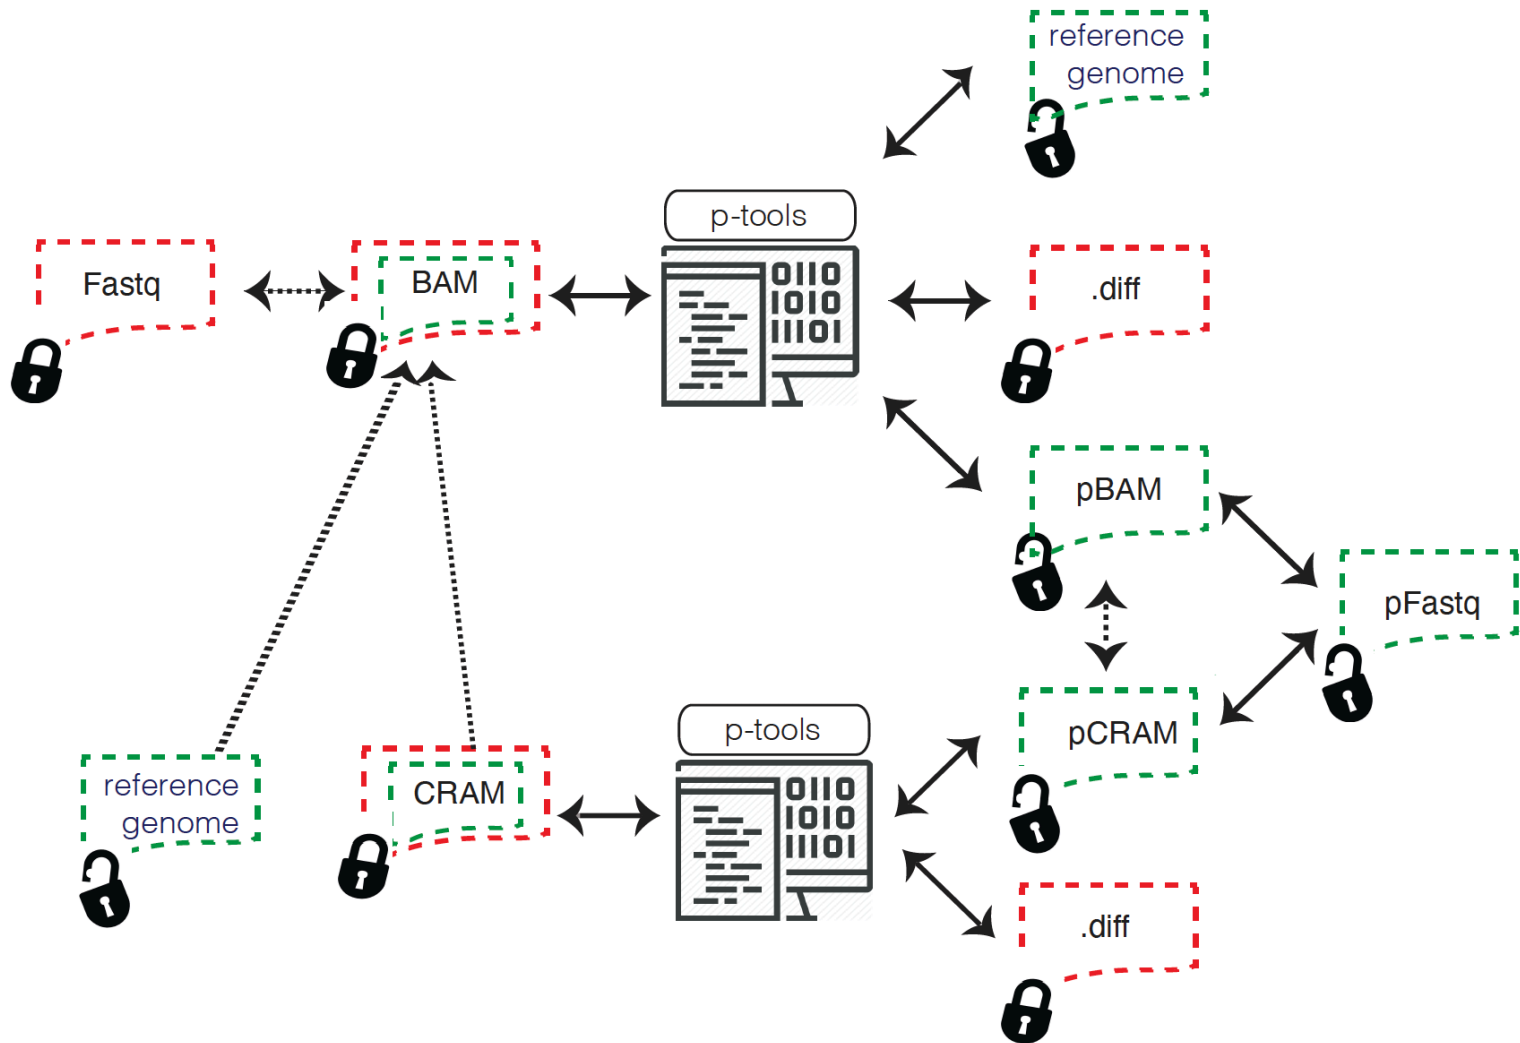 reference
genome
p-tools
Fastq
BAM
0110
1010
11101
.diff
pBAM
pFastq
p-tools
pCRAM
reference
genome
CRAM
0110
1010
11101
.diff